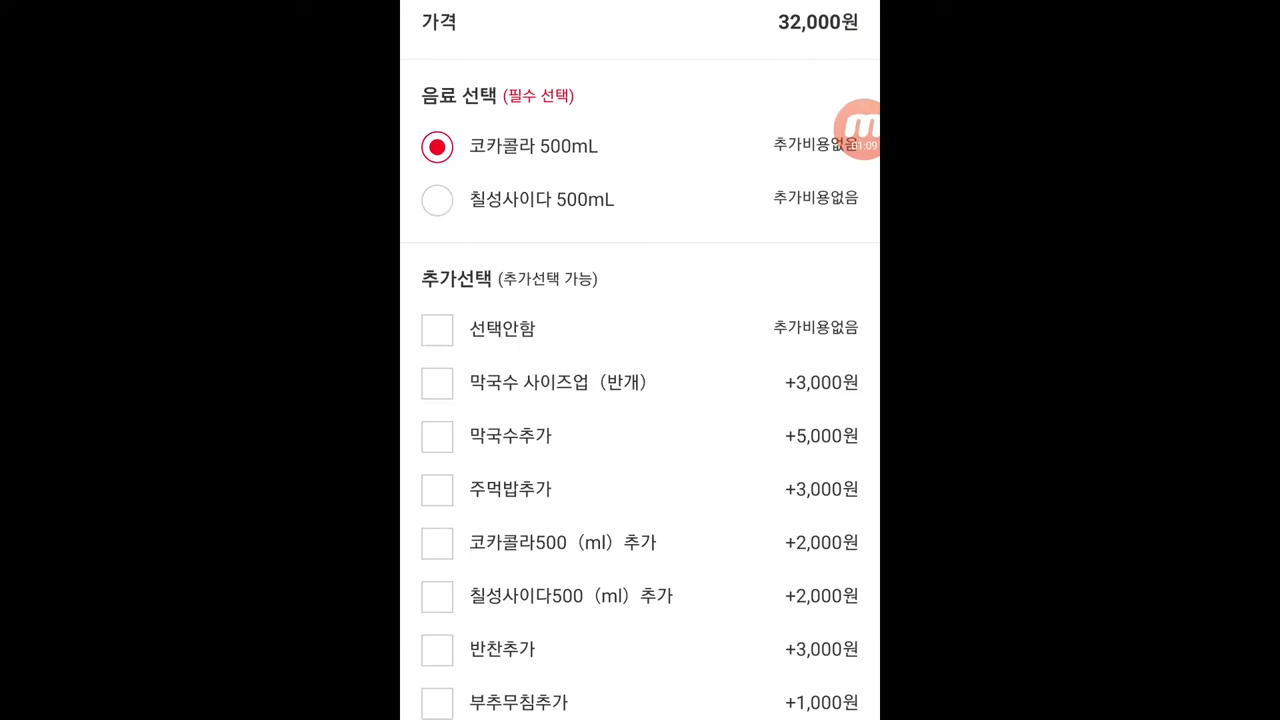 가격 32,000원
음료 선택 (필수 선택)
코카콜라 500mL 추가비용없음
m
01:09
칠성사이다 500mL 추가비용없음
추가선택 (추가선택 가능)
선택안함 추가비용없음
막국수 사이즈업 (반개) +3,000원
막국수추가 +5,000원
주먹밥추가 +3,000원
코카콜라500 (ml) 추가 +2,000원
칠성사이다500 (ml) 추가 +2,000원
반찬추가 +3,000원
부추무침추가 +1,000원